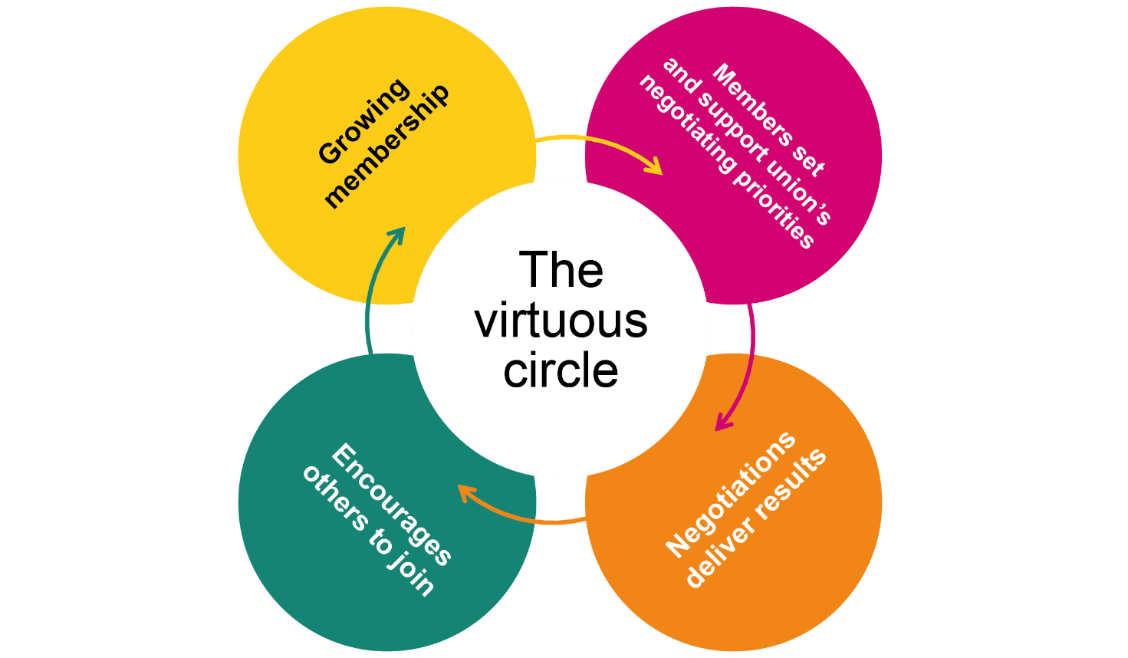 Growing
membership
Members set
and support union’s
negotiating priorities
The
virtuous
circle
Encourages
others to join
Negotiations
deliver results